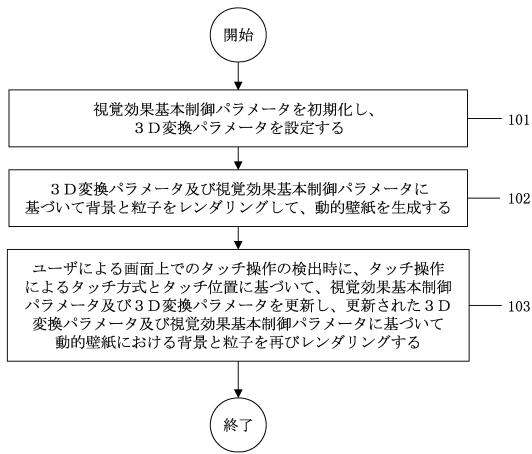 開始
視覚効果基本制御パラメータを初期化し、
３Ｄ変換パラメータを設定する
101
３Ｄ変換パラメータ及び視覚効果基本制御パラメータに
基づいて背景と粒子をレンダリングして、動的壁紙を生成する
102
ユーザによる画面上でのタッチ操作の検出時に、タッチ操作
によるタッチ方式とタッチ位置に基づいて、視覚効果基本制御
パラメータ及び３Ｄ変換パラメータを更新し、更新された３Ｄ
変換パラメータ及び視覚効果基本制御パラメータに基づいて
動的壁紙における背景と粒子を再びレンダリングする
103
終了